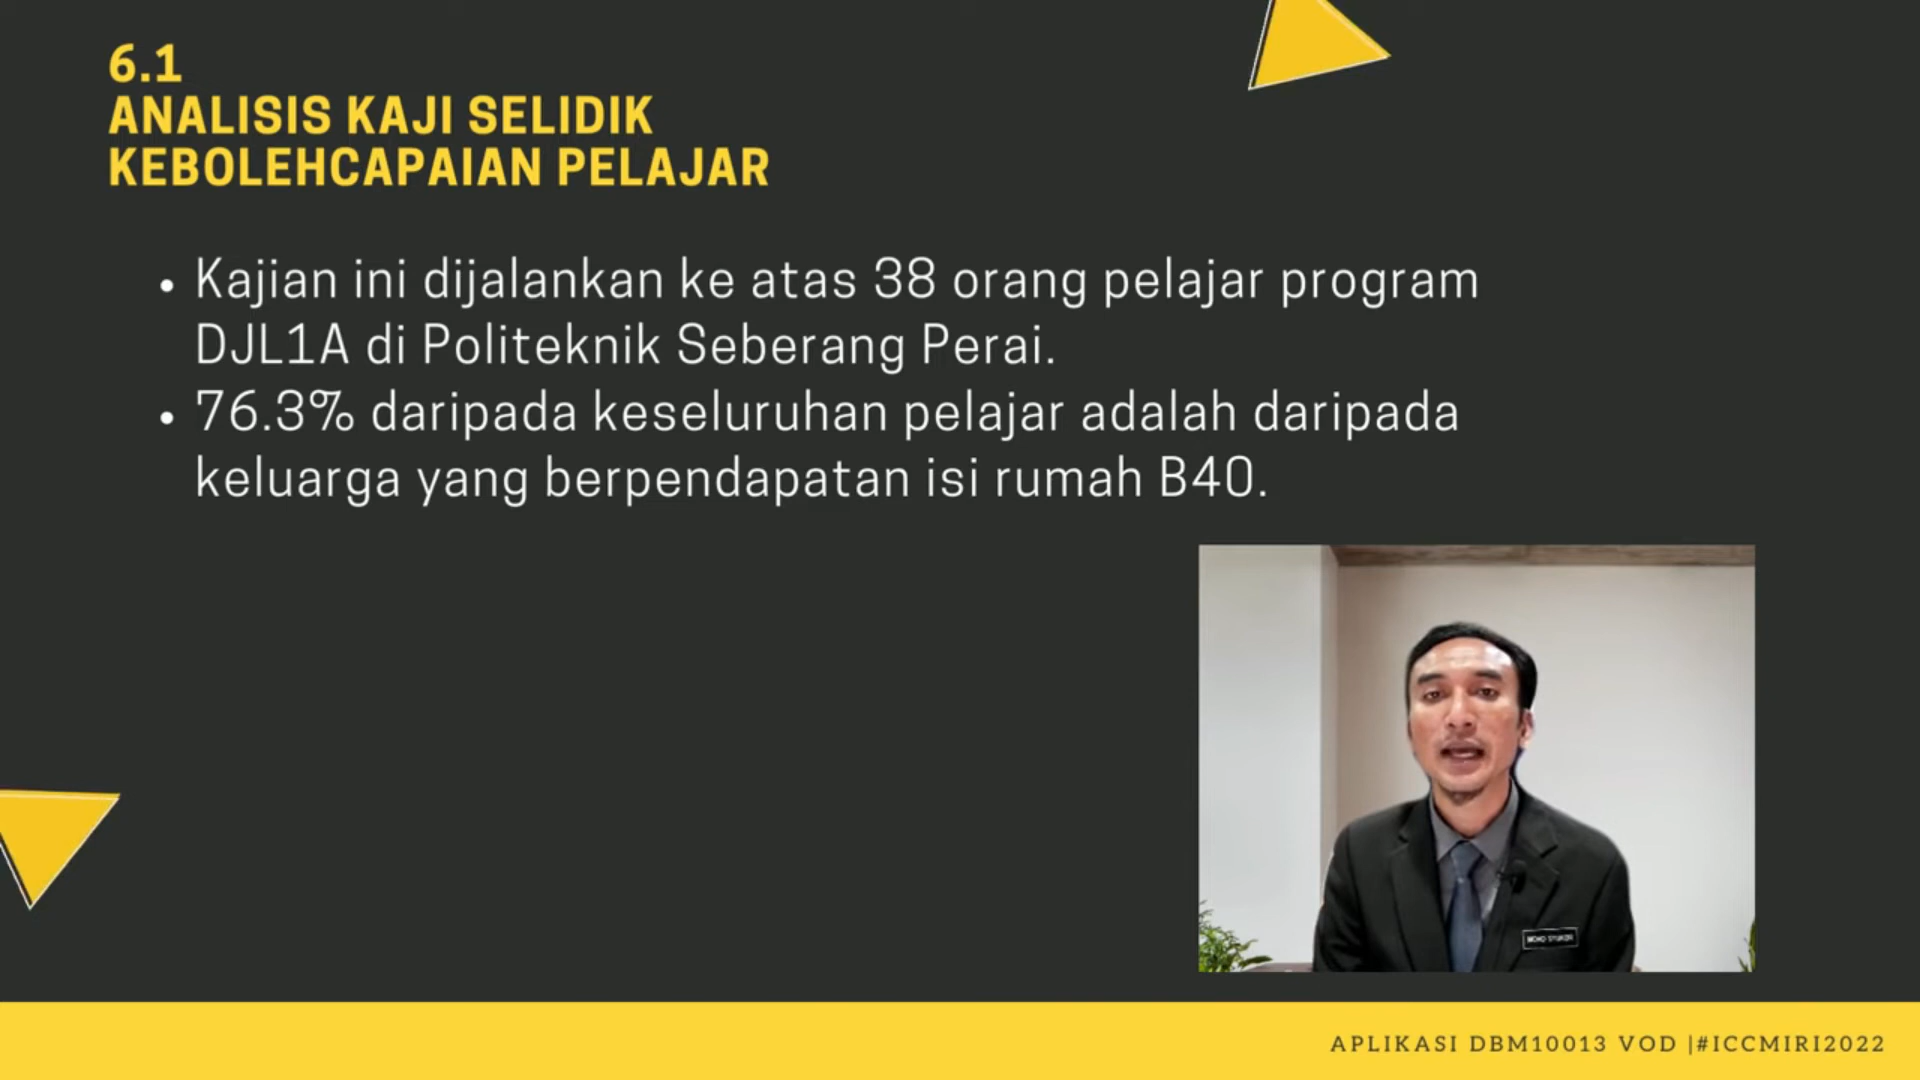 6.1
ANALISIS KAJI SELIDIK
KEBOLEHCAPAIAN PELAJAR
• Kajian ini dijalankan ke atas 38 orang pelajar program
DJL1A di Politeknik Seberang Perai.
• 76.3% daripada keseluruhan pelajar adalah daripada
keluarga yang berpendapatan isi rumah B40.
APLIKASI DBM10013 VOD |#ICCMIRI2022